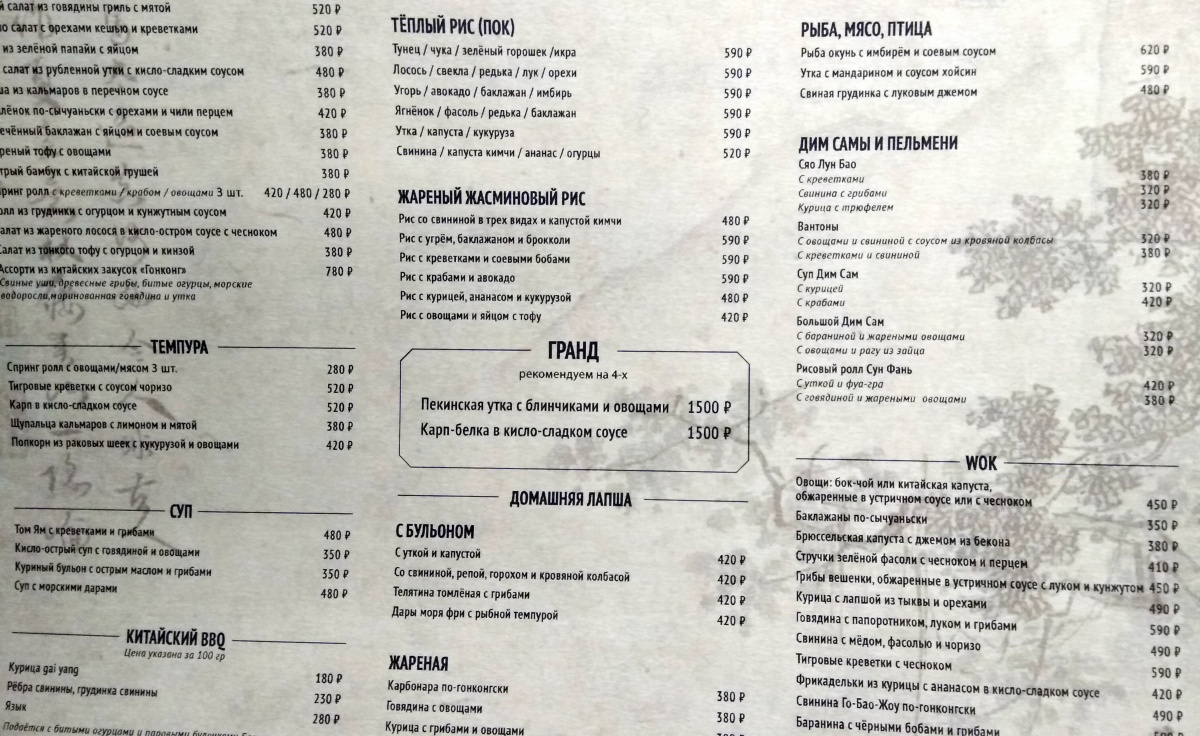 салат из говядины гриль с мятой 520 ₽
салат с орехами кешью и креветками 520 ₽
из зелёной папайи с яйцом 380 ₽
салат из рубленной утки с кисло-сладким соусом 480 ₽
из кальмаров в перечном соусе 380 ₽
по-сычуаньски с орехами и чили перцем 420 ₽
баклажан с яйцом и соевым соусом 380 ₽
тофу с овощами 380 ₽
бамбук с китайской грушей 380 ₽
ролл с креветками / крабом / овощами 3 шт. 420 / 480 / 280 ₽
из грудинки с огурцом и кунжутным соусом 420 ₽
из жареного лосося в кисло-остром соусе с чесноком 480 ₽
Салат из тонкого тофу с огурцом и кинзой 380 ₽
Ассорти из китайских закусок «Гонконг» 780 ₽
Свиные уши, древесные грибы, битые огурцы, морские
водоросли,маринованная говядина и утка
ТЕМПУРА
Спринг ролл с овощами/мясом 3 шт. 280 ₽
Тигровые креветки с соусом чоризо 520 ₽
Карп в кисло-сладком соусе 520 ₽
Щупальца кальмаров с лимоном и мятой 380 ₽
Попкорн из раковых шеек с кукурузой и овощами 420 ₽
СУП
Том Ям с креветками и грибами 480 ₽
Кисло-острый суп с говядиной и овощами 350 ₽
Куриный бульон с острым маслом и грибами 350 ₽
Суп с морскими дарами 480 ₽
КИТАЙСКИЙ BBQ
Цена указана за 100 гр
Курица gai yang 180 ₽
Рёбра свинины, грудинка свинины 230 ₽
Язык 280 ₽
Подаётся с битыми огурцами и паровыми булочками
ТЁПЛЫЙ РИС (ПОК)
Тунец / чука / зелёный горошек /икра 590 ₽
Лосось / свекла / редька / лук / орехи 590 ₽
Угорь / авокадо / баклажан / имбирь 590 ₽
Ягнёнок / фасоль / редька / баклажан 590 ₽
Утка / капуста / кукуруза 590 ₽
Свинина / капуста кимчи / ананас / огурцы 520 ₽
ЖАРЕНЫЙ ЖАСМИНОВЫЙ РИС
Рис со свининой в трех видах и капустой кимчи 480 ₽
Рис с угрём, баклажаном и брокколи 590 ₽
Рис с креветками и соевыми бобами 590 ₽
Рис с крабами и авокадо 590 ₽
Рис с курицей, ананасом и кукурузой 480 ₽
Рис с овощами и яйцом с тофу 420 ₽
ГРАНД
рекомендуем на 4-х
Пекинская утка с блинчиками и овощами 1500 ₽
Карп-белка в кисло-сладком соусе 1500 ₽
ДОМАШНЯЯ ЛАПША
С БУЛЬОНОМ
С уткой и капустой 420 ₽
Со свининой, репой, горохом и кровяной колбасой 420 ₽
Телятина томлёная с грибами 420 ₽
Дары моря фри с рыбной темпурой 420 ₽
ЖАРЕНАЯ
Карбонара по-гонконгски 380 ₽
Говядина с овощами 380 ₽
Курица с грибами и овощами
РЫБА, МЯСО, ПТИЦА
Рыба окунь с имбирём и соевым соусом 620 ₽
Утка с мандарином и соусом хойсин 590 ₽
Свиная грудинка с луковым джемом 480 ₽
ДИМ САМЫ И ПЕЛЬМЕНИ
Сяо Лун Бао
С креветками 380 ₽
Свинина с грибами 320 ₽
Курица с трюфелем 320 ₽
Вантоны
С овощами и свининой с соусом из кровяной колбасы 320 ₽
С креветками и свининой 380 ₽
Суп Дим Сам
С курицей 320 ₽
С крабами 420 ₽
Большой Дим Сам
С бараниной и жареными овощами 320 ₽
С овощами и рагу из зайца 320 ₽
Рисовый ролл Сун Фань
С уткой и фуа-гра 420 ₽
С говядиной и жареными овощами 380 ₽
WOK
Овощи: бок-чой или китайская капуста,
обжаренные в устричном соусе или с чесноком 450 ₽
Баклажаны по-сычуаньски 350 ₽
Брюссельская капуста с джемом из бекона 380 ₽
Стручки зелёной фасоли с чесноком и перцем 410 ₽
Грибы вешенки, обжаренные в устричном соусе с луком и кунжутом 450 ₽
Курица с лапшой из тыквы и орехами 490 ₽
Говядина с папоротником, луком и грибами 590 ₽
Свинина с мёдом, фасолью и чоризо 490 ₽
Тигровые креветки с чесноком 590 ₽
Фрикадельки из курицы с ананасом в кисло-сладком соусе 420 ₽
Свинина Го-Бао-Жоу по-гонконгски 490 ₽
Баранина с чёрными бобами и грибами